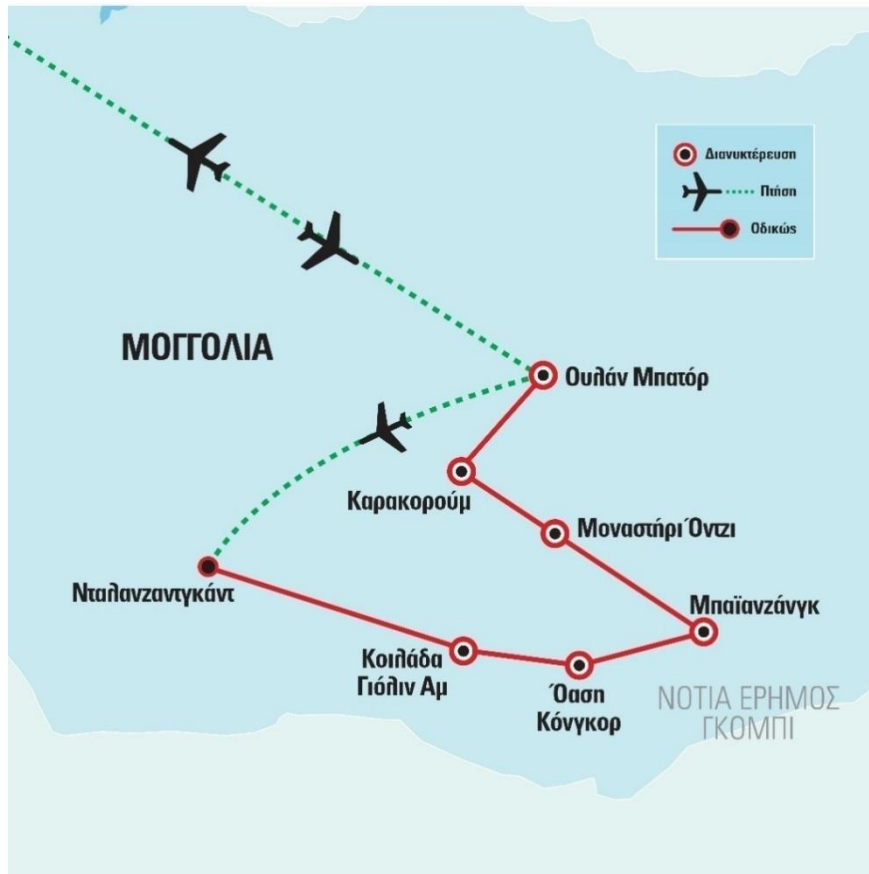 Διανυκτέρευση
Πτήση
Οδικώς
ΜΟΓΓΟΛΙΑ
Ουλάν Μπατόρ
Καρακορούμ
Μοναστήρι Όντζι
Νταλανζαντγκάντ
Μπαϊανζάνγκ
Κοιλάδα
Γιόλιν Αμ
Όαση
Κόνγκορ
ΝΟΤΙΑ ΕΡΗΜΟΣ
ΓΚΟΜΠΙ